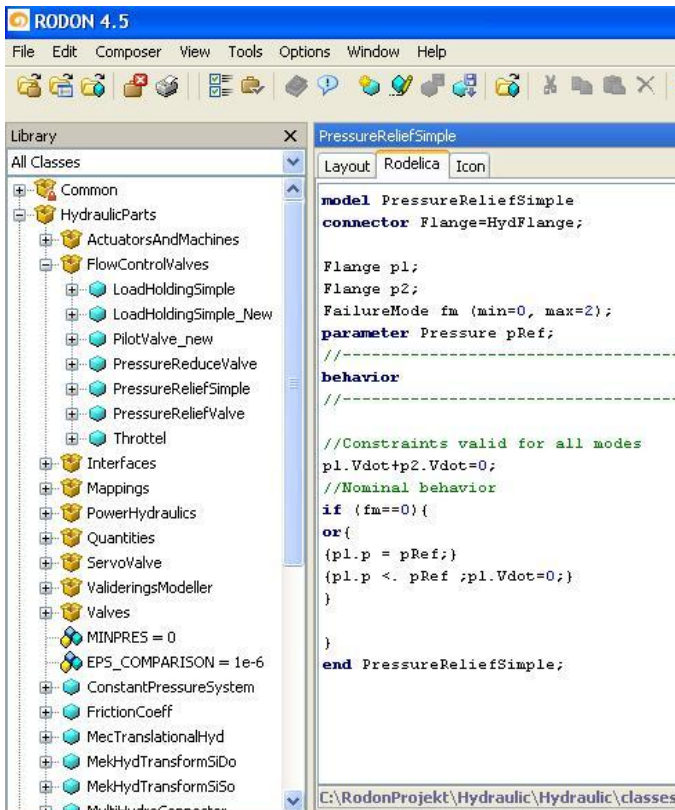 RODON 4.5
File Edit Composer View Tools Options Window Help
Library
All Classes
Common
HydraulicParts
ActuatorsAndMachines
FlowControlValves
LoadHoldingSimple
LoadHoldingSimple_New
PilotValve_new
PressureReduceValve
PressureReliefSimple
PressureReliefValve
Throttel
Interfaces
Mappings
PowerHydraulics
Quantities
ServoValve
ValideringsModeller
Valves
MINPRES = 0
EPS_COMPARISON = 1e-6
ConstantPressureSystem
FrictionCoeff
MecTranslationalHyd
MekHydTransformSiDo
MekHydTransformSiSo
PressureReliefSimple
Layout Rodelica Icon
model PressureReliefSimple
connector Flange=HydFlange;
Flange p1;
Flange p2;
FailureMode fm (min=0, max=2);
parameter Pressure pRef;
//------------------------------------
behavior
//------------------------------------
//Constraints valid for all modes
p1.Vdot+p2.Vdot=0;
//Nominal behavior
if (fm==0){
or{
{p1.p = pRef;}
{p1.p <. pRef ;p1.Vdot=0;}
}
}
end PressureReliefSimple;
C:\RodonProjekt\Hydraulic\Hydraulic\classes